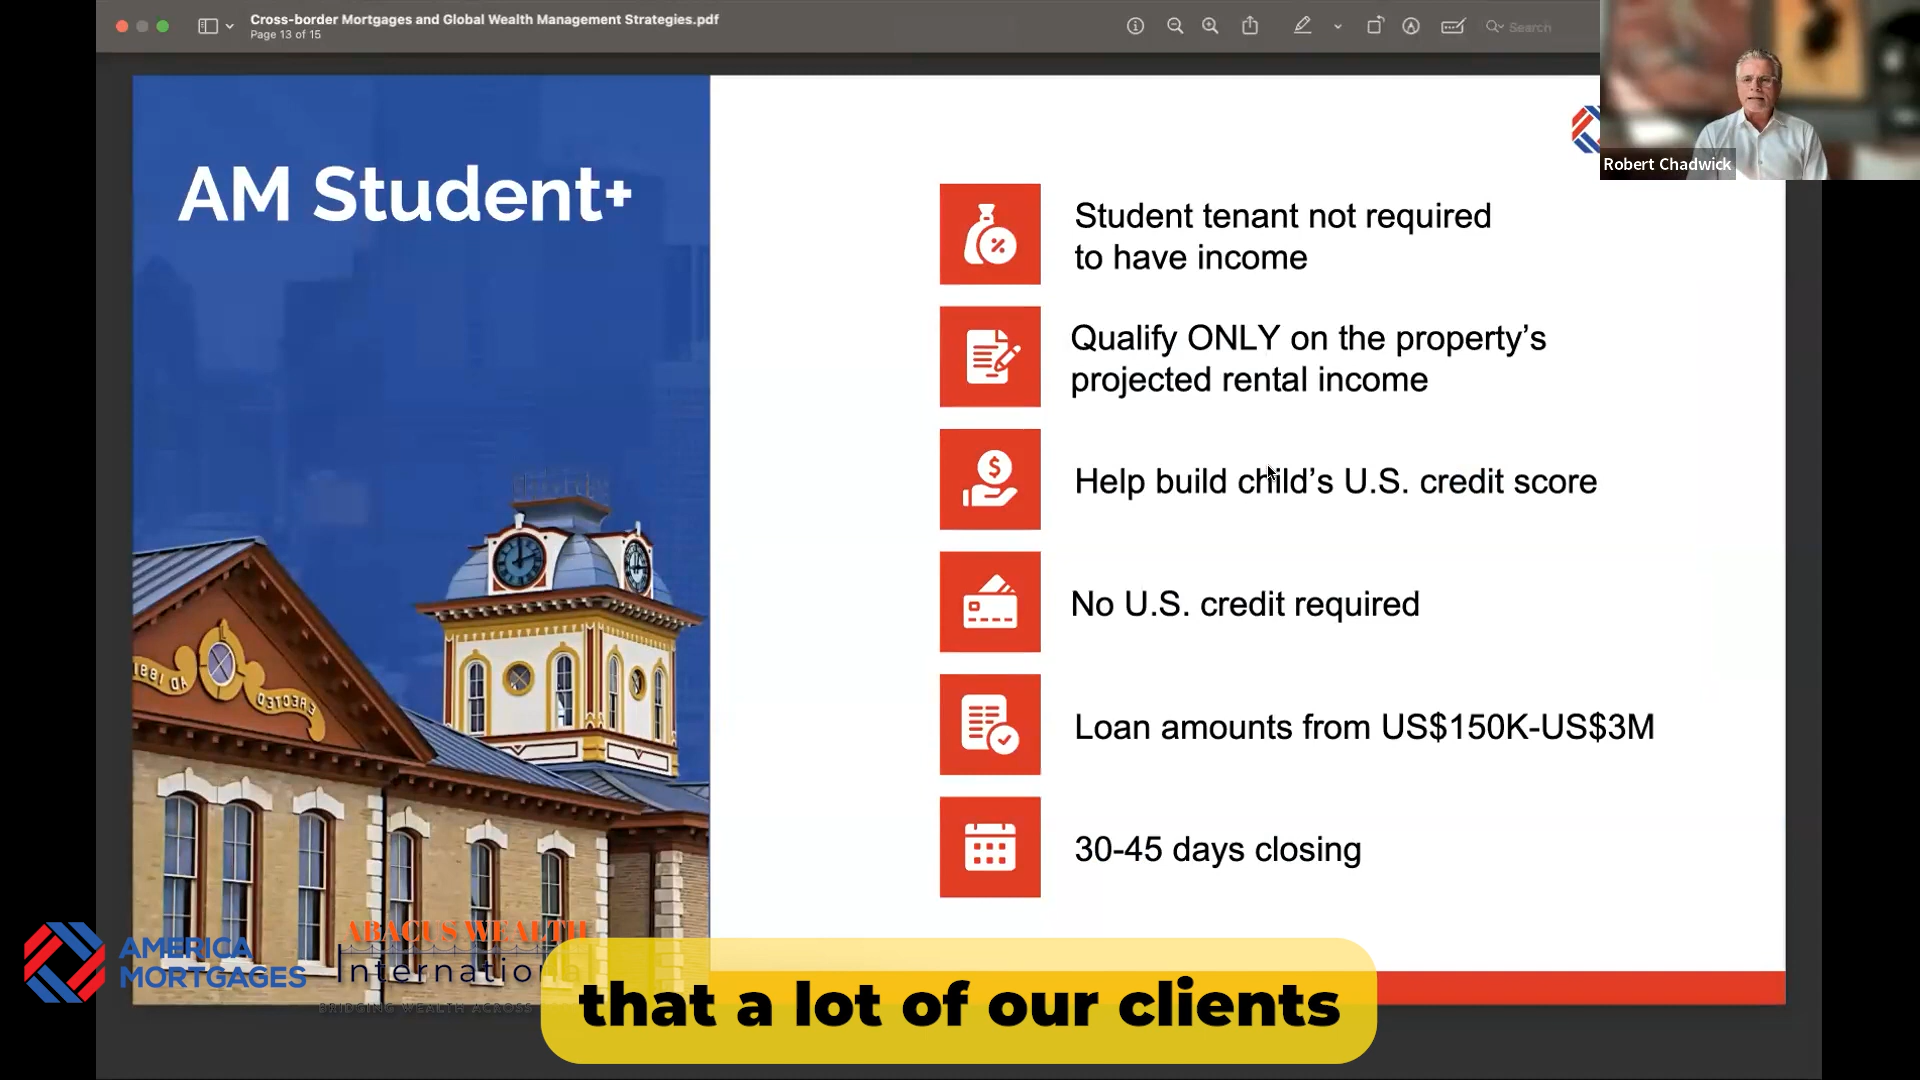 Cross-border Mortgages and Global Wealth Management Strategies.pdf
Page 13 of 15
Search
Robert Chadwick
AM Student+
Student tenant not required
to have income
Qualify ONLY on the property's
projected rental income
Help build child's U.S. credit score
No U.S. credit required
Loan amounts from US$150K-US$3M
30-45 days closing
AD 1881
ERECTED
AMERICA
MORTGAGES
ABACUS WEALTH
International
BRIDGING WEALTH ACROSS
that a lot of our clients